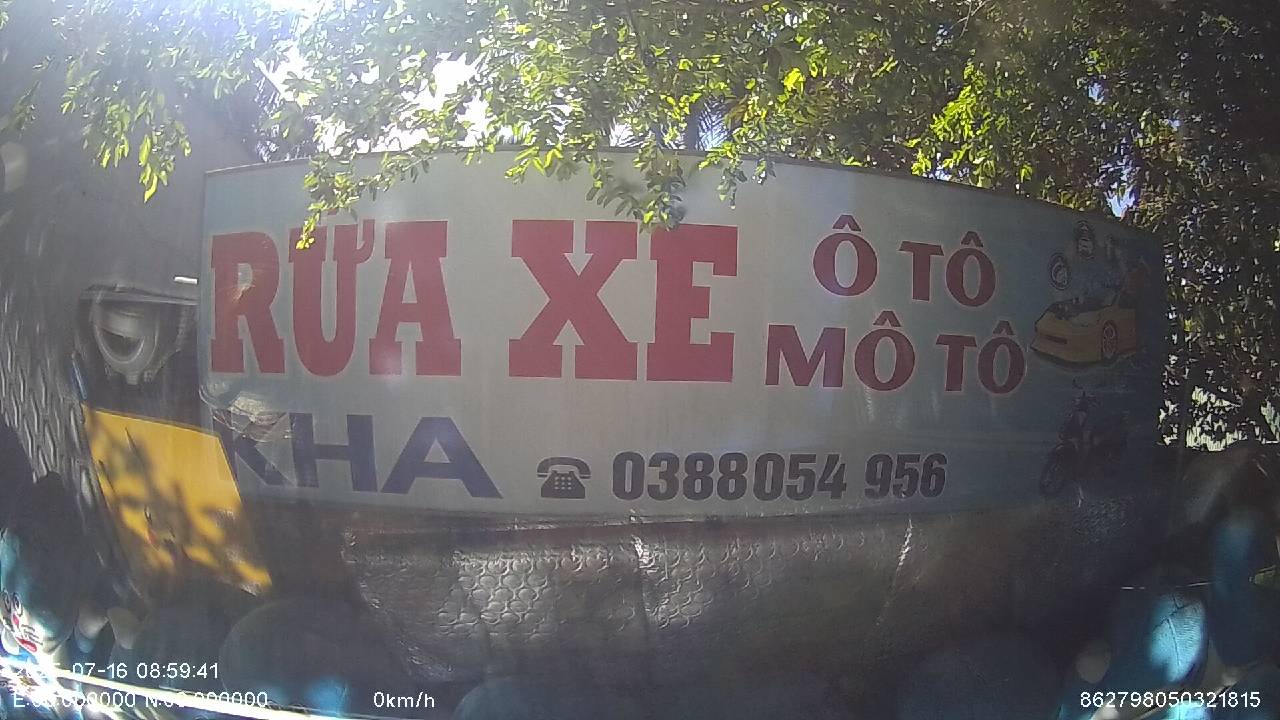 RỬA XE
Ô TÔ
MÔ TÔ
KHA
0388054 956
07-16 08:59:41
0km/h
862798050321815